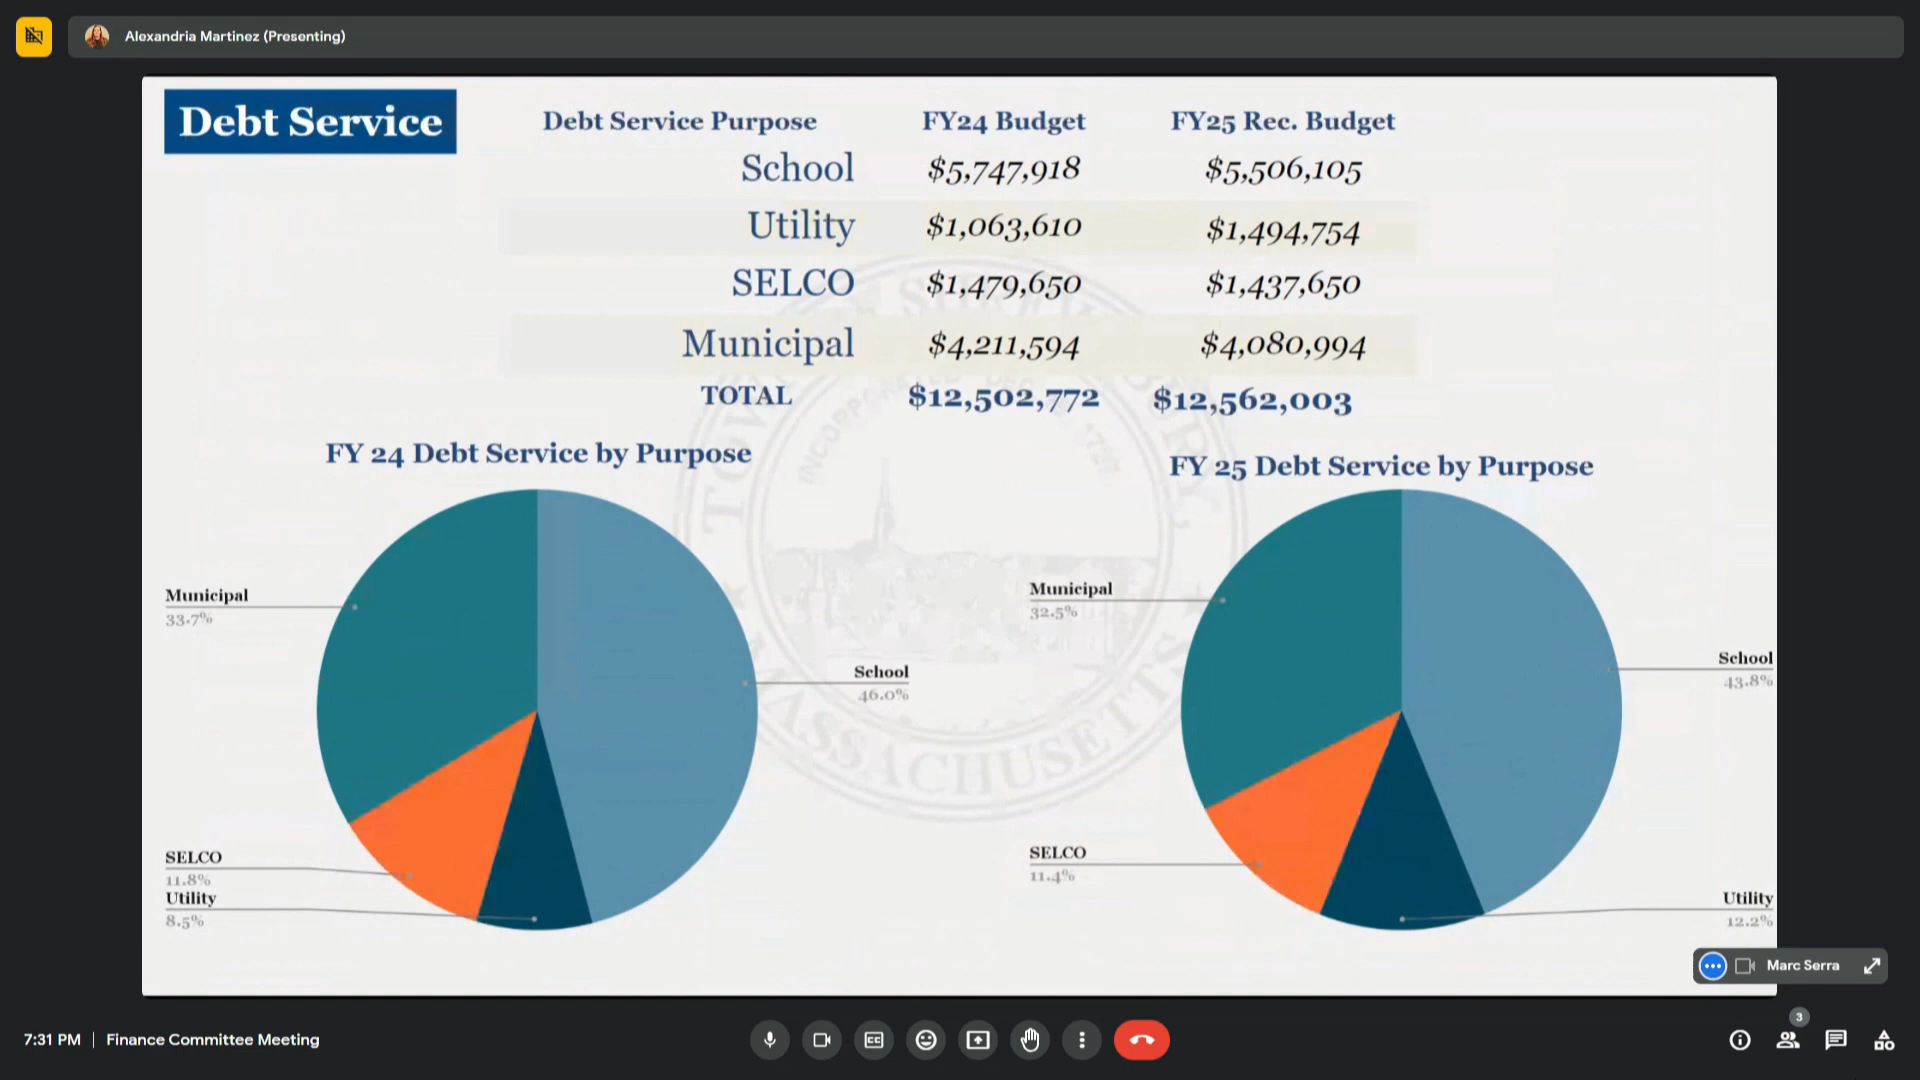 Alexandria Martinez (Presenting)
Debt Service
Debt Service Purpose FY24 Budget FY25 Rec. Budget
School $5,747,918 $5,506,105
Utility $1,063,610 $1,494,754
SELCO $1,479,650 $1,437,650
Municipal $4,211,594 $4,080,994
TOTAL $12,502,772 $12,562,003
FY 24 Debt Service by Purpose
Municipal
33.7%
School
46.0%
SELCO
11.8%
Utility
8.5%
FY 25 Debt Service by Purpose
Municipal
32.5%
School
43.8%
SELCO
11.4%
Utility
12.2%
MASSACHUSETTS
Marc Serra
7:31 PM | Finance Committee Meeting
CC
3